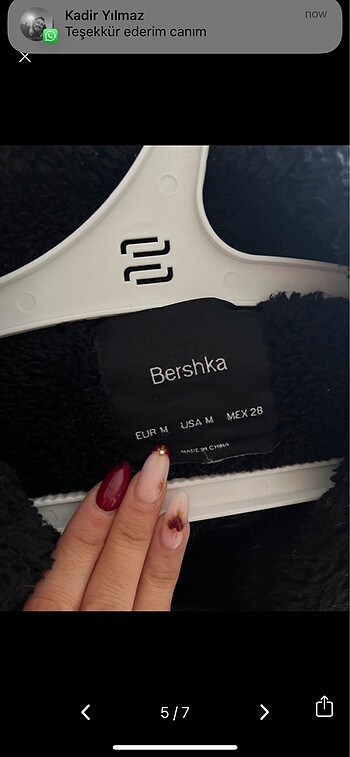 Kadir Yılmaz
now
Teşekkür ederim canım
Bershka
EUR M USA M MEX 28
MADE IN CHINA
5/7